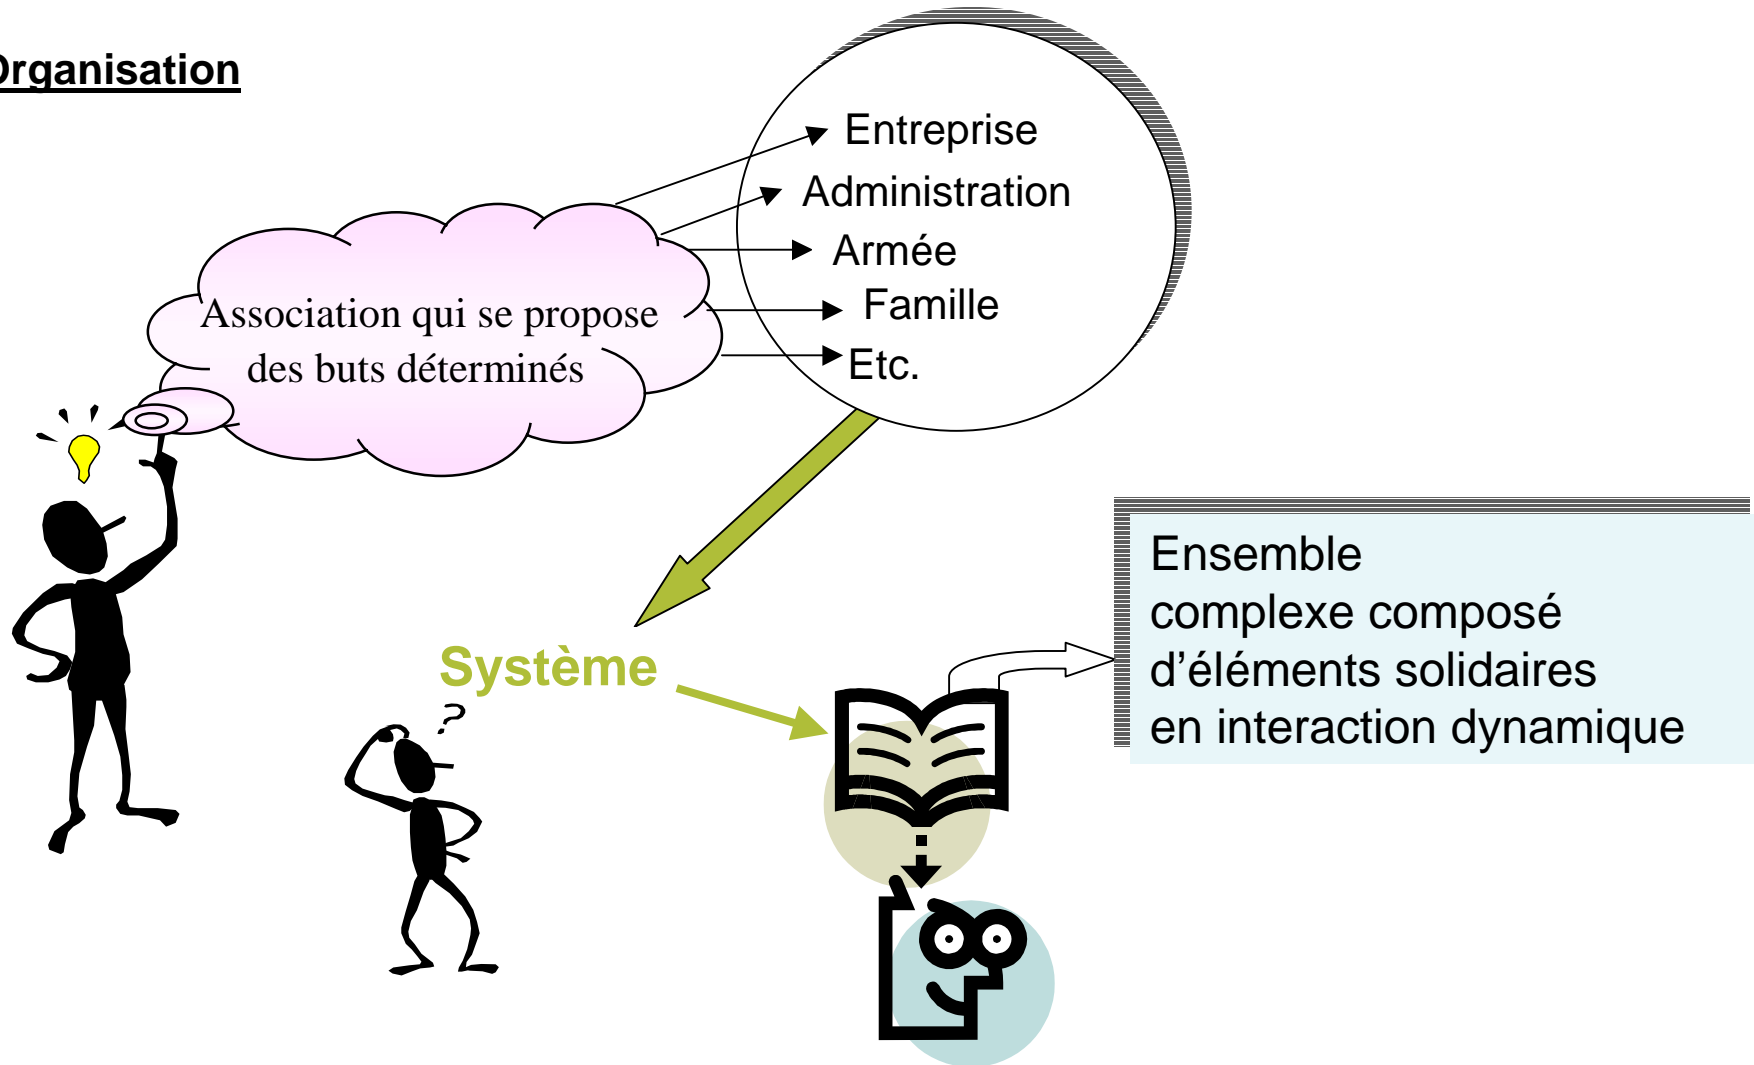 Organisation
Entreprise
Administration
Armée
Famille
Etc.
Association qui se propose
des buts déterminés
Système
?
Ensemble
complexe composé
d’éléments solidaires
en interaction dynamique